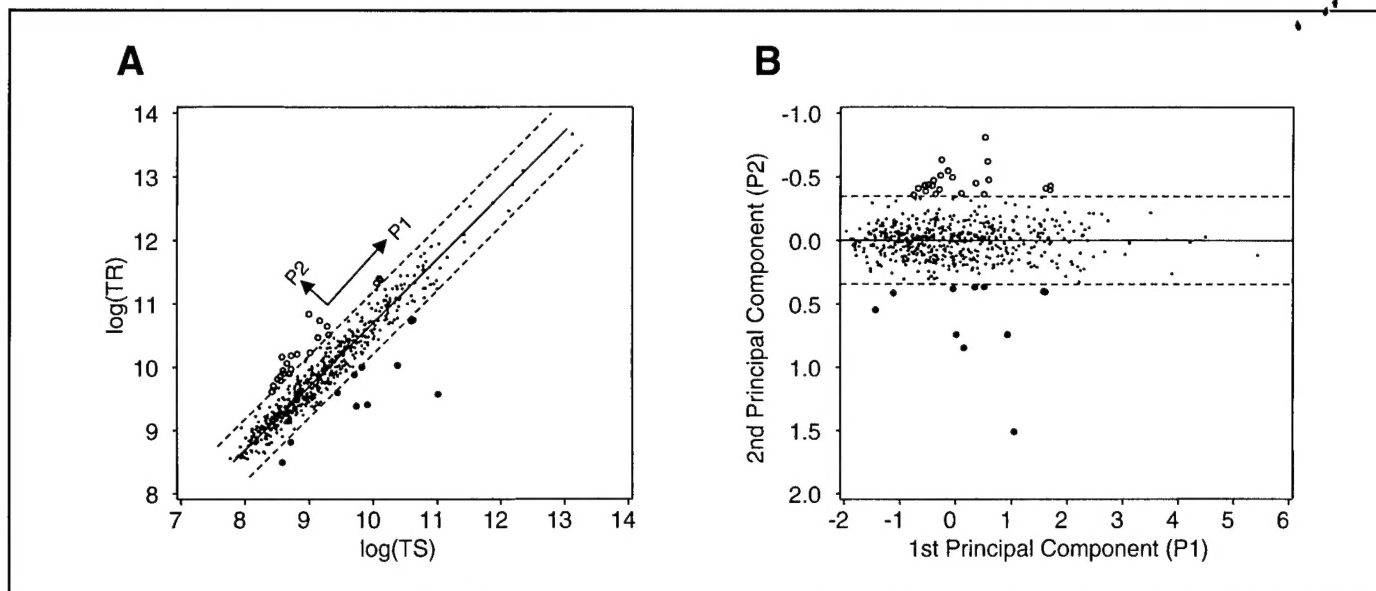 A
B
14
13
12
11
10
9
8
log(TR)
P1
P2
7 8 9 10 11 12 13 14
log(TS)
-1.0
-0.5
0.0
0.5
1.0
1.5
2.0
2nd Principal Component (P2)
-2 -1 0 1 2 3 4 5 6
1st Principal Component (P1)